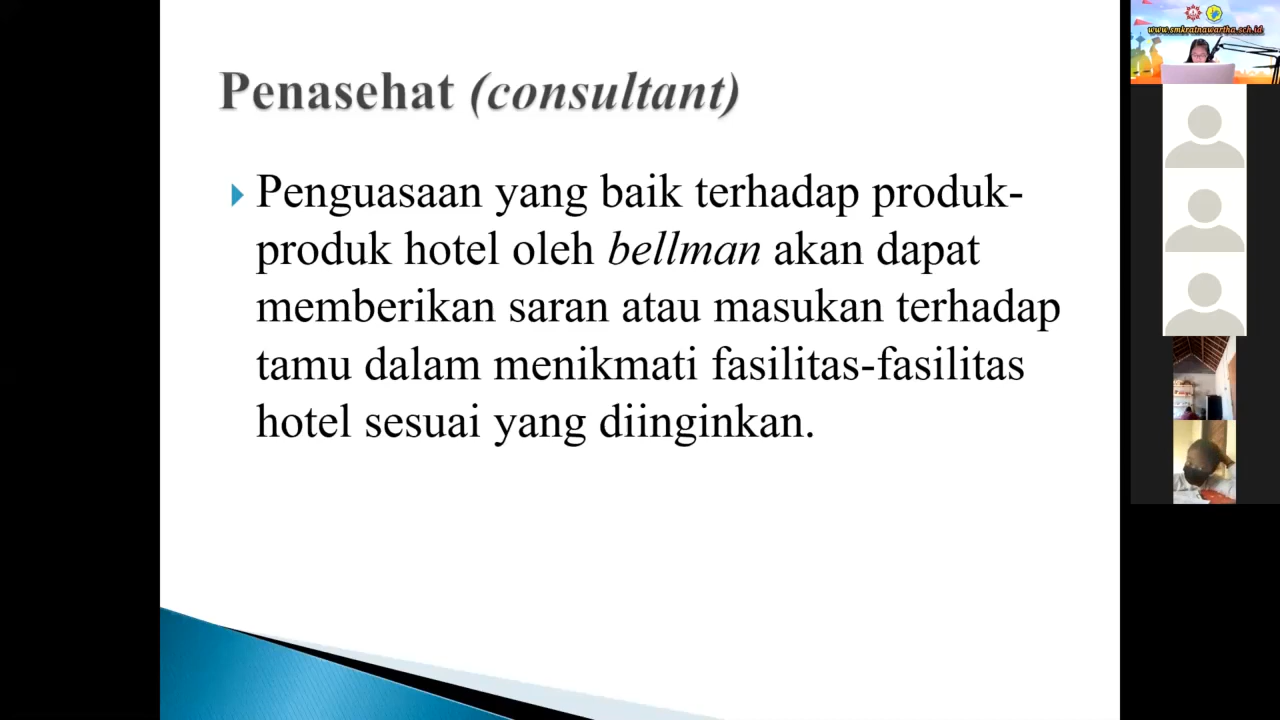 Penasehat (consultant)
Penguasaan yang baik terhadap produk-
produk hotel oleh bellman akan dapat
memberikan saran atau masukan terhadap
tamu dalam menikmati fasilitas-fasilitas
hotel sesuai yang diinginkan.
www.smkratnawartha.sch.id